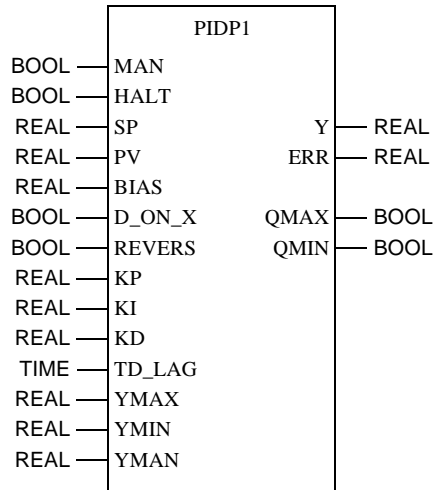 PIDP1
BOOL MAN
BOOL HALT
REAL SP Y REAL
REAL PV ERR REAL
REAL BIAS
BOOL D_ON_X QMAX BOOL
BOOL REVERS QMIN BOOL
REAL KP
REAL KI
REAL KD
TIME TD_LAG
REAL YMAX
REAL YMIN
REAL YMAN